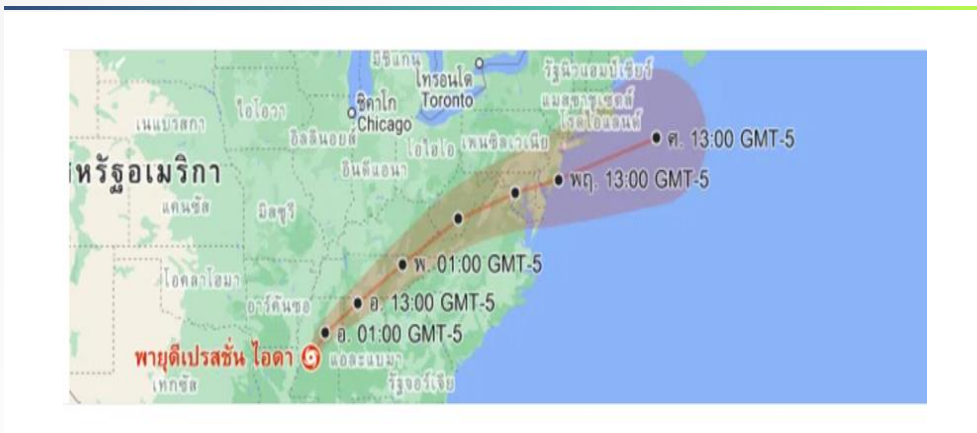 มิชิแกน
โทรอนโต
Toronto
รัฐนิวแฮมป์เชียร์
ชิคาโก
Chicago
แมสซาชูเซตส์
โรดไอแลนด์
ไอโอวา
เนแบรสกา
อิลลินอยส์
โอไฮโอ
เพนซิลเวเนีย
ศ. 13:00 GMT-5
อินดีแอนา
หรัฐอเมริกา
พฤ. 13:00 GMT-5
แคนซัส
มิสซูรี
พ. 01:00 GMT-5
โอคลาโฮมา
อาร์คันซอ
อ. 13:00 GMT-5
อ. 01:00 GMT-5
พายุดีเปรสชั่น ไอดา
แอละแบมา
เท็กซัส
รัฐจอร์เจีย